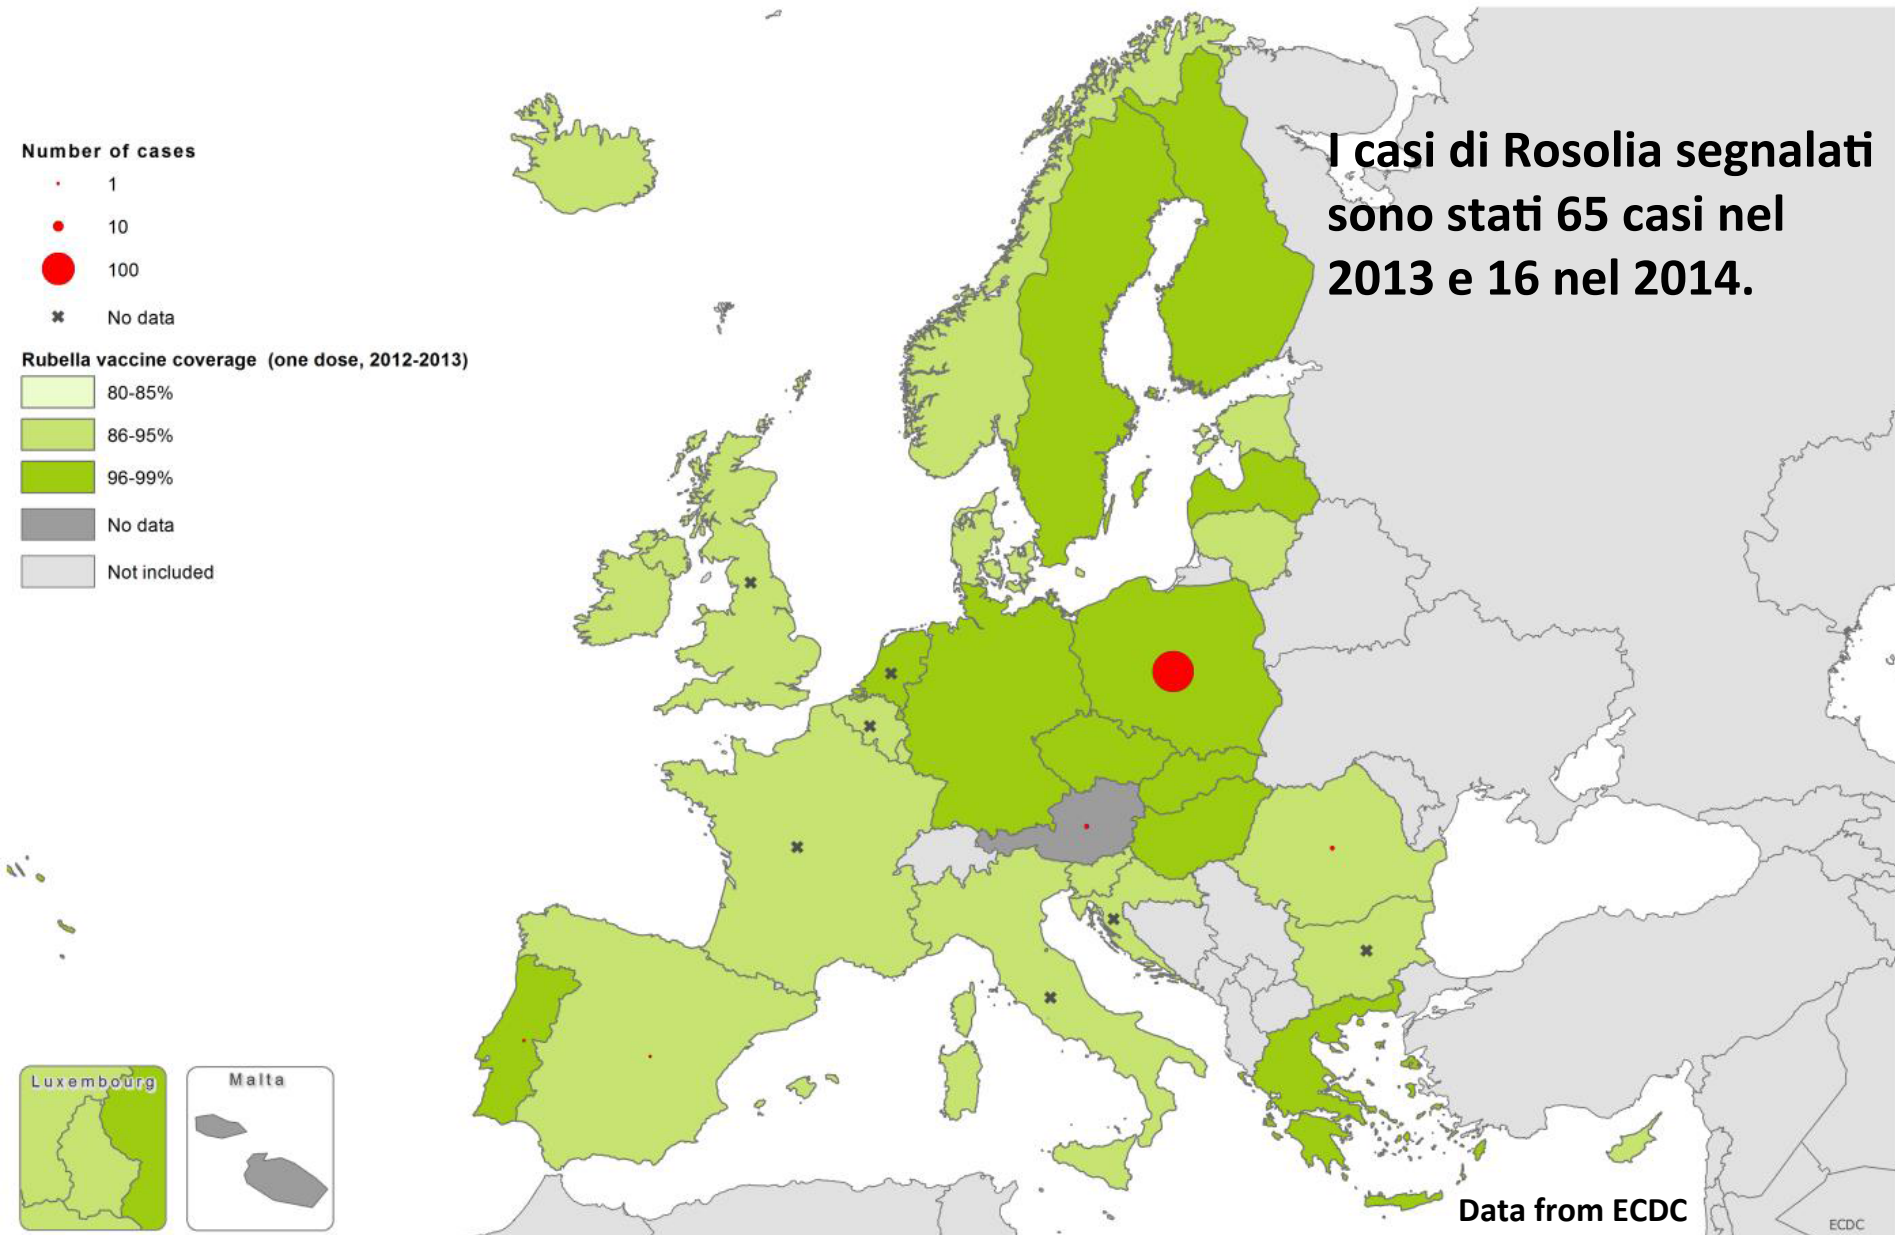 Number of cases
1
10
100
No data
Rubella vaccine coverage (one dose, 2012-2013)
80-85%
86-95%
96-99%
No data
Not included
I casi di Rosolia segnalati
sono stati 65 casi nel
2013 e 16 nel 2014.
Luxembourg
Malta
Data from ECDC
ECDC